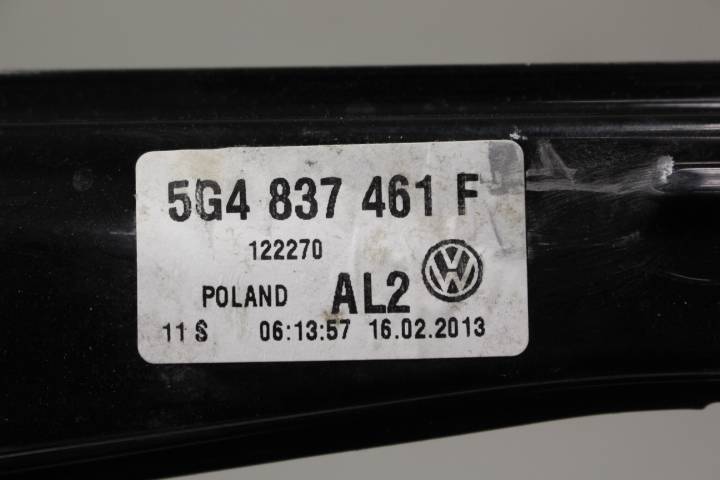 5G4 837 461 F
122270
POLAND AL2
11 S 06:13:57 16.02.2013